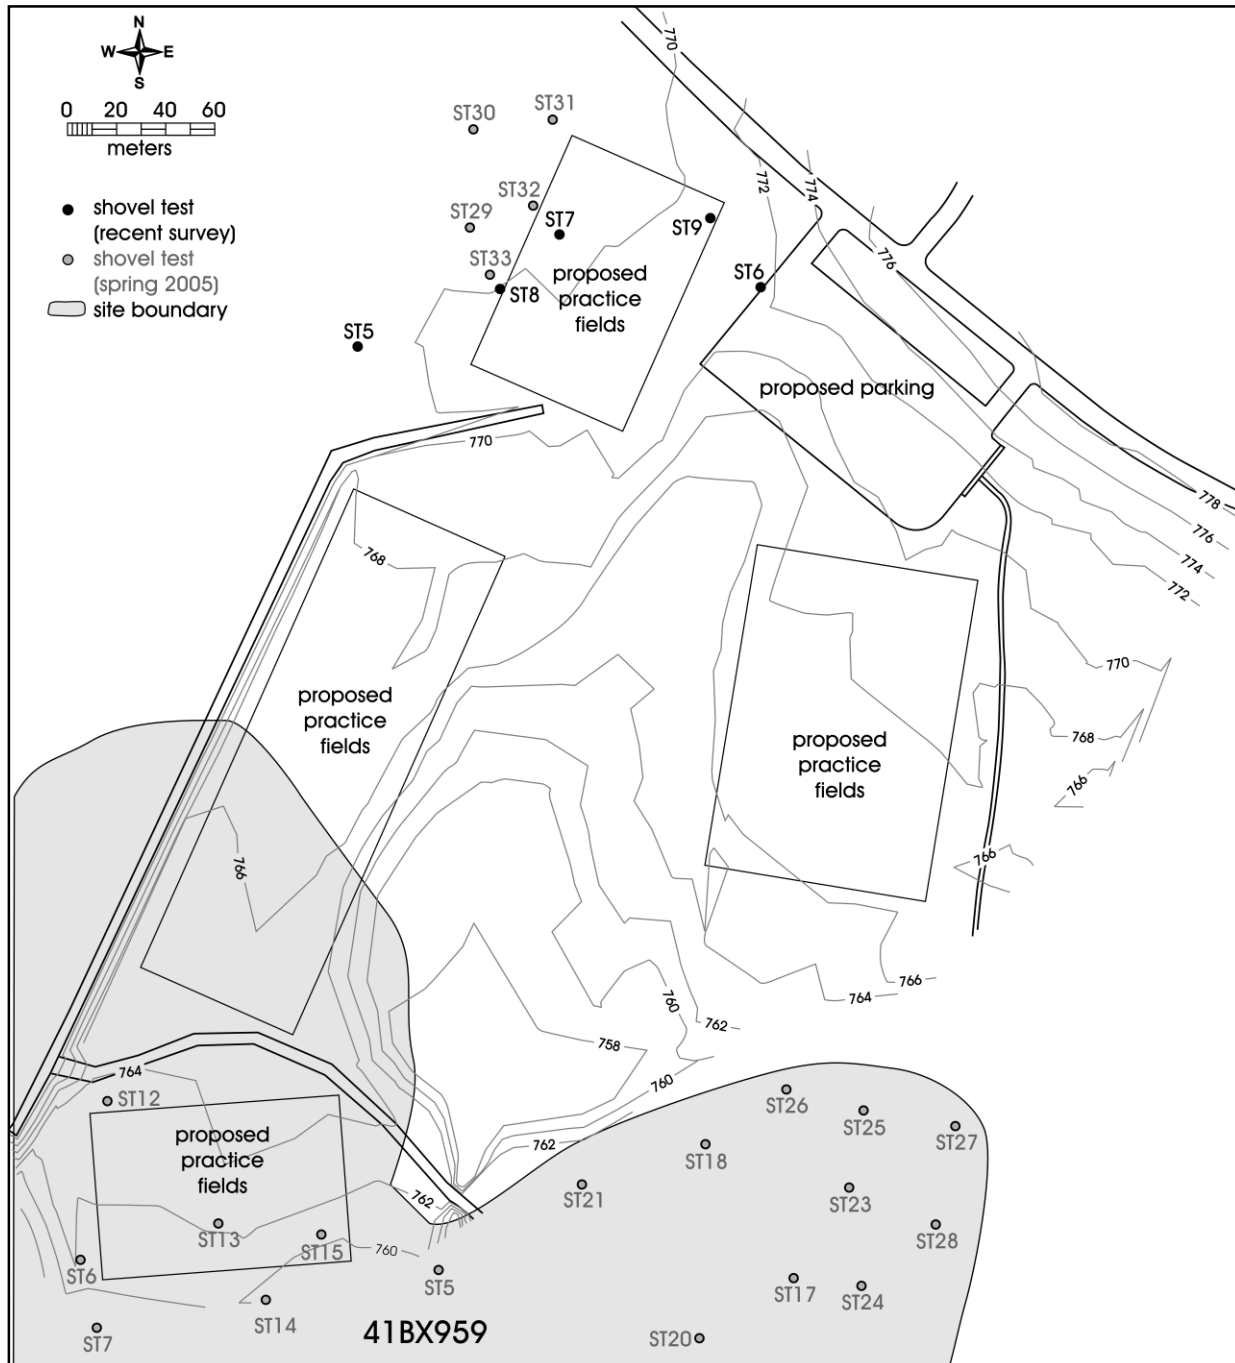 N
W E
S
0 20 40 60
meters
shovel test
(recent survey)
shovel test
(spring 2005)
site boundary
770
ST30
ST31
772
774
ST32
ST29
ST7
ST9
776
ST33
ST8
proposed
practice
fields
ST6
ST5
proposed parking
770
778
776
774
772
768
770
proposed
practice
fields
768
proposed
practice
fields
766
766
766
766
764
760
762
758
760
764
ST12
762
proposed
practice
fields
762
ST26
ST25
ST27
ST18
ST21
ST23
ST28
ST13
ST15
760
ST6
ST5
ST17
ST24
ST14
ST7
41BX959
ST20